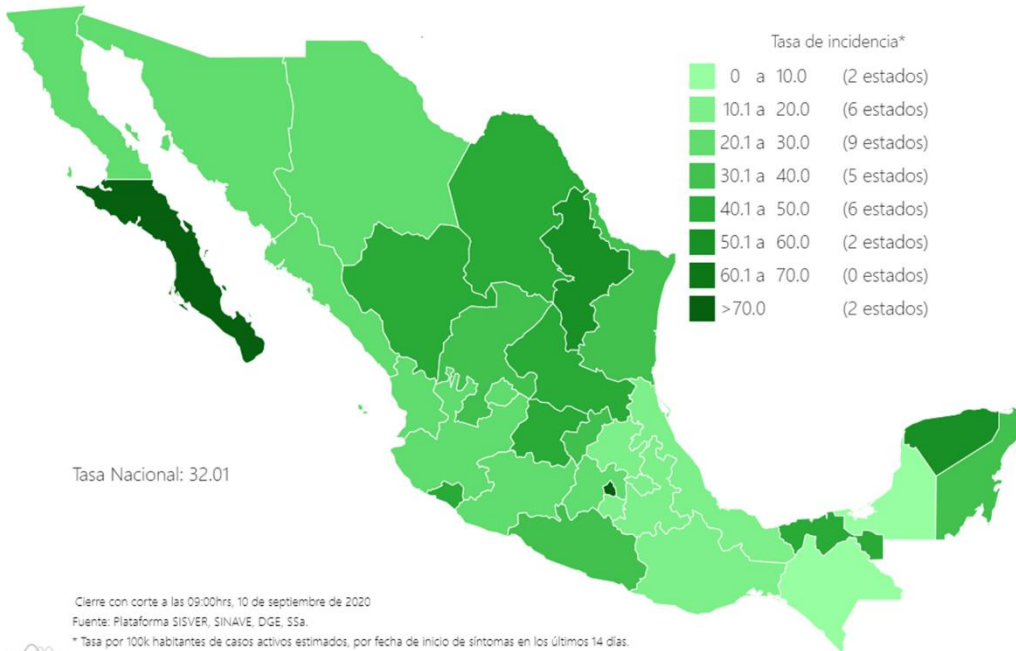 Tasa de incidencia*
0 a 10.0 (2 estados)
10.1 a 20.0 (6 estados)
20.1 a 30.0 (9 estados)
30.1 a 40.0 (5 estados)
40.1 a 50.0 (6 estados)
50.1 a 60.0 (2 estados)
60.1 a 70.0 (0 estados)
>70.0 (2 estados)
Tasa Nacional: 32.01
Cierre con corte a las 09:00hrs, 10 de septiembre de 2020
Fuente: Plataforma SISVER, SINAVE, DGE, SSa.
* Tasa por 100k habitantes de casos activos estimados, por fecha de inicio de síntomas en los últimos 14 días.